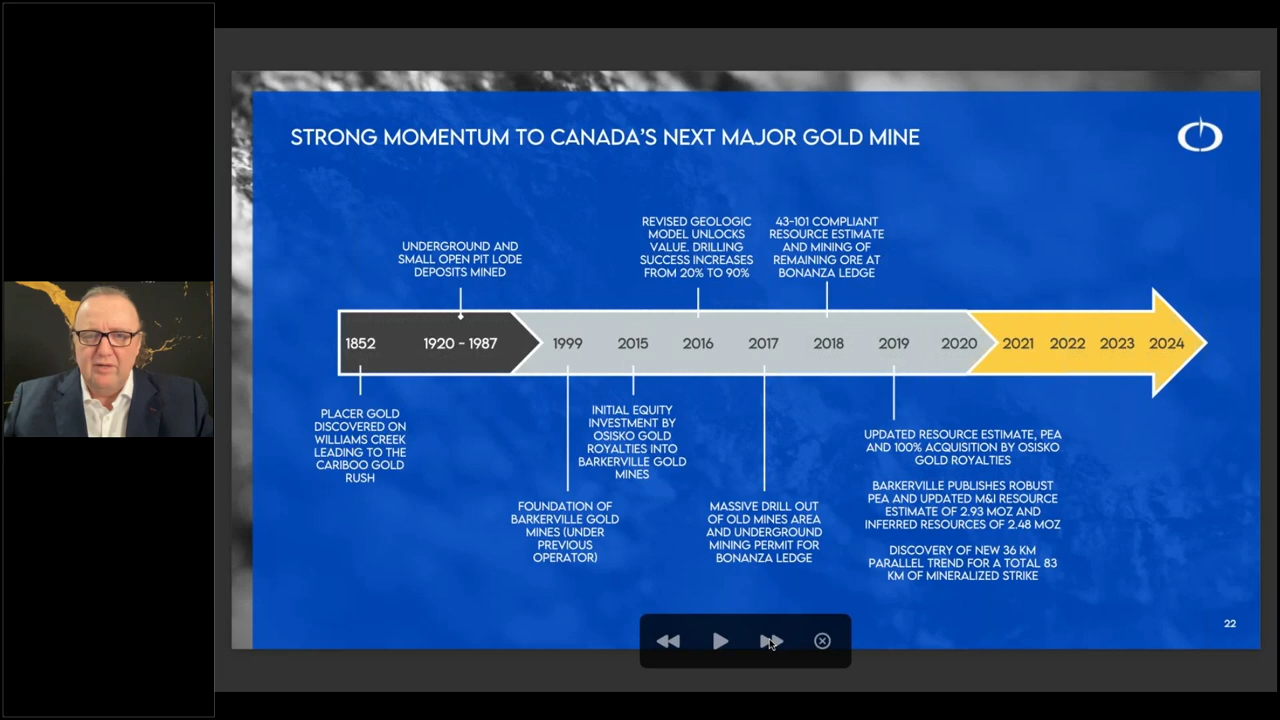 STRONG MOMENTUM TO CANADA'S NEXT MAJOR GOLD MINE
UNDERGROUND AND
SMALL OPEN PIT LODE
DEPOSITS MINED
REVISED GEOLOGIC
MODEL UNLOCKS
VALUE. DRILLING
SUCCESS INCREASES
FROM 20% TO 90%
43-101 COMPLIANT
RESOURCE ESTIMATE
AND MINING OF
REMAINING ORE AT
BONANZA LEDGE
1852
1920 - 1987
1999
2015
2016
2017
2018
2019
2020
2021
2022
2023
2024
PLACER GOLD
DISCOVERED ON
WILLIAMS CREEK
LEADING TO THE
CARIBOO GOLD
RUSH
FOUNDATION OF
BARKERVILLE GOLD
MINES (UNDER
PREVIOUS
OPERATOR)
INITIAL EQUITY
INVESTMENT BY
OSISKO GOLD
ROYALTIES INTO
BARKERVILLE GOLD
MINES
MASSIVE DRILL OUT
OF OLD MINES AREA
AND UNDERGROUND
MINING PERMIT FOR
BONANZA LEDGE
UPDATED RESOURCE ESTIMATE, PEA
AND 100% ACQUISITION BY OSISKO
GOLD ROYALTIES
BARKERVILLE PUBLISHES ROBUST
PEA AND UPDATED M&I RESOURCE
ESTIMATE OF 2.93 MOZ AND
INFERRED RESOURCES OF 2.48 MOZ
DISCOVERY OF NEW 36 KM
PARALLEL TREND FOR A TOTAL 83
KM OF MINERALIZED STRIKE
22